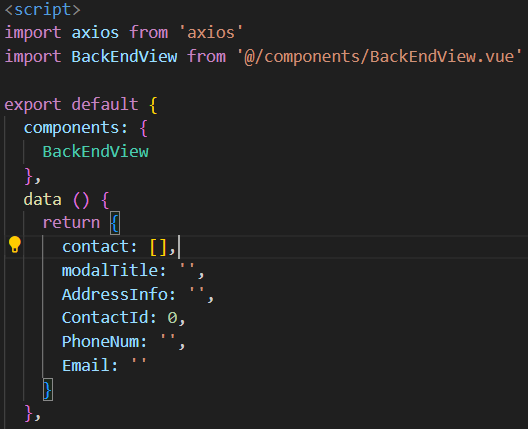 <script>
import axios from 'axios'
import BackEndView from '@/components/BackEndView.vue'
export default {
components: {
BackEndView
},
data () {
return {
contact: [],
modalTitle: '',
AddressInfo: '',
ContactId: 0,
PhoneNum: '',
Email: ''
}
},